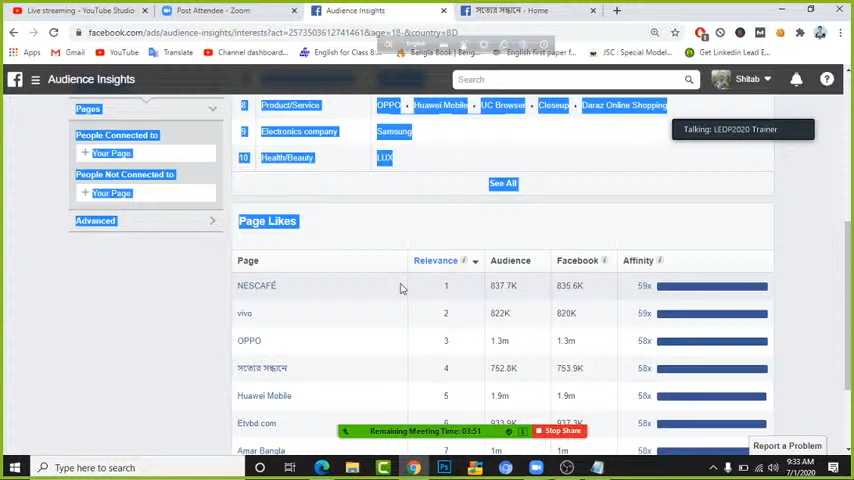 Live streaming - YouTube Studio
Post Attendee - Zoom
Audience Insights
সত্যের সন্ধানে - Home
facebook.com/ads/audience-insights/interests?act=2573503612741461&age=18-&country=BD
Apps
Gmail
YouTube
Translate
Channel dashboard...
English for Class 8...
Bangla Book | Beng...
English first paper f...
JSC : Special Model...
Get Linkedin Lead E...
Audience Insights
Search
Shitab
Pages
People Connected to
+ Your Page
People Not Connected to
+ Your Page
Advanced
8 Product/Service OPPO • Huawei Mobile • UC Browser • Closeup • Daraz Online Shopping
9 Electronics company Samsung
10 Health/Beauty LUX
See All
Talking: LEDP2020 Trainer
Page Likes
Page Relevance Audience Facebook Affinity
NESCAFÉ 1 837.7K 835.6K 59x
vivo 2 822K 820K 59x
OPPO 3 1.3m 1.3m 58x
সত্যের সন্ধানে 4 752.8K 753.9K 58x
Huawei Mobile 5 1.9m 1.9m 58x
Etvbd.com 6 933.9K 937.3K 58x
Remaining Meeting Time: 03:51
Stop Share
Amar Bangla 7 1m 1m 58x
Report a Problem
Type here to search
9:33 AM
7/1/2020